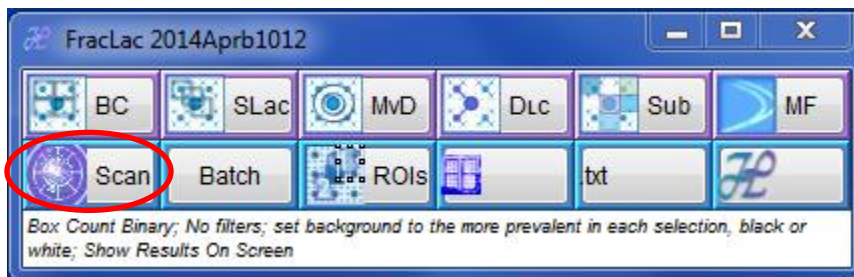 FracLac 2014Aprb1012
BC SLac MvD DLC Sub MF
Scan Batch ROIs .txt
Box Count Binary; No filters; set background to the more prevalent in each selection, black or
white; Show Results On Screen